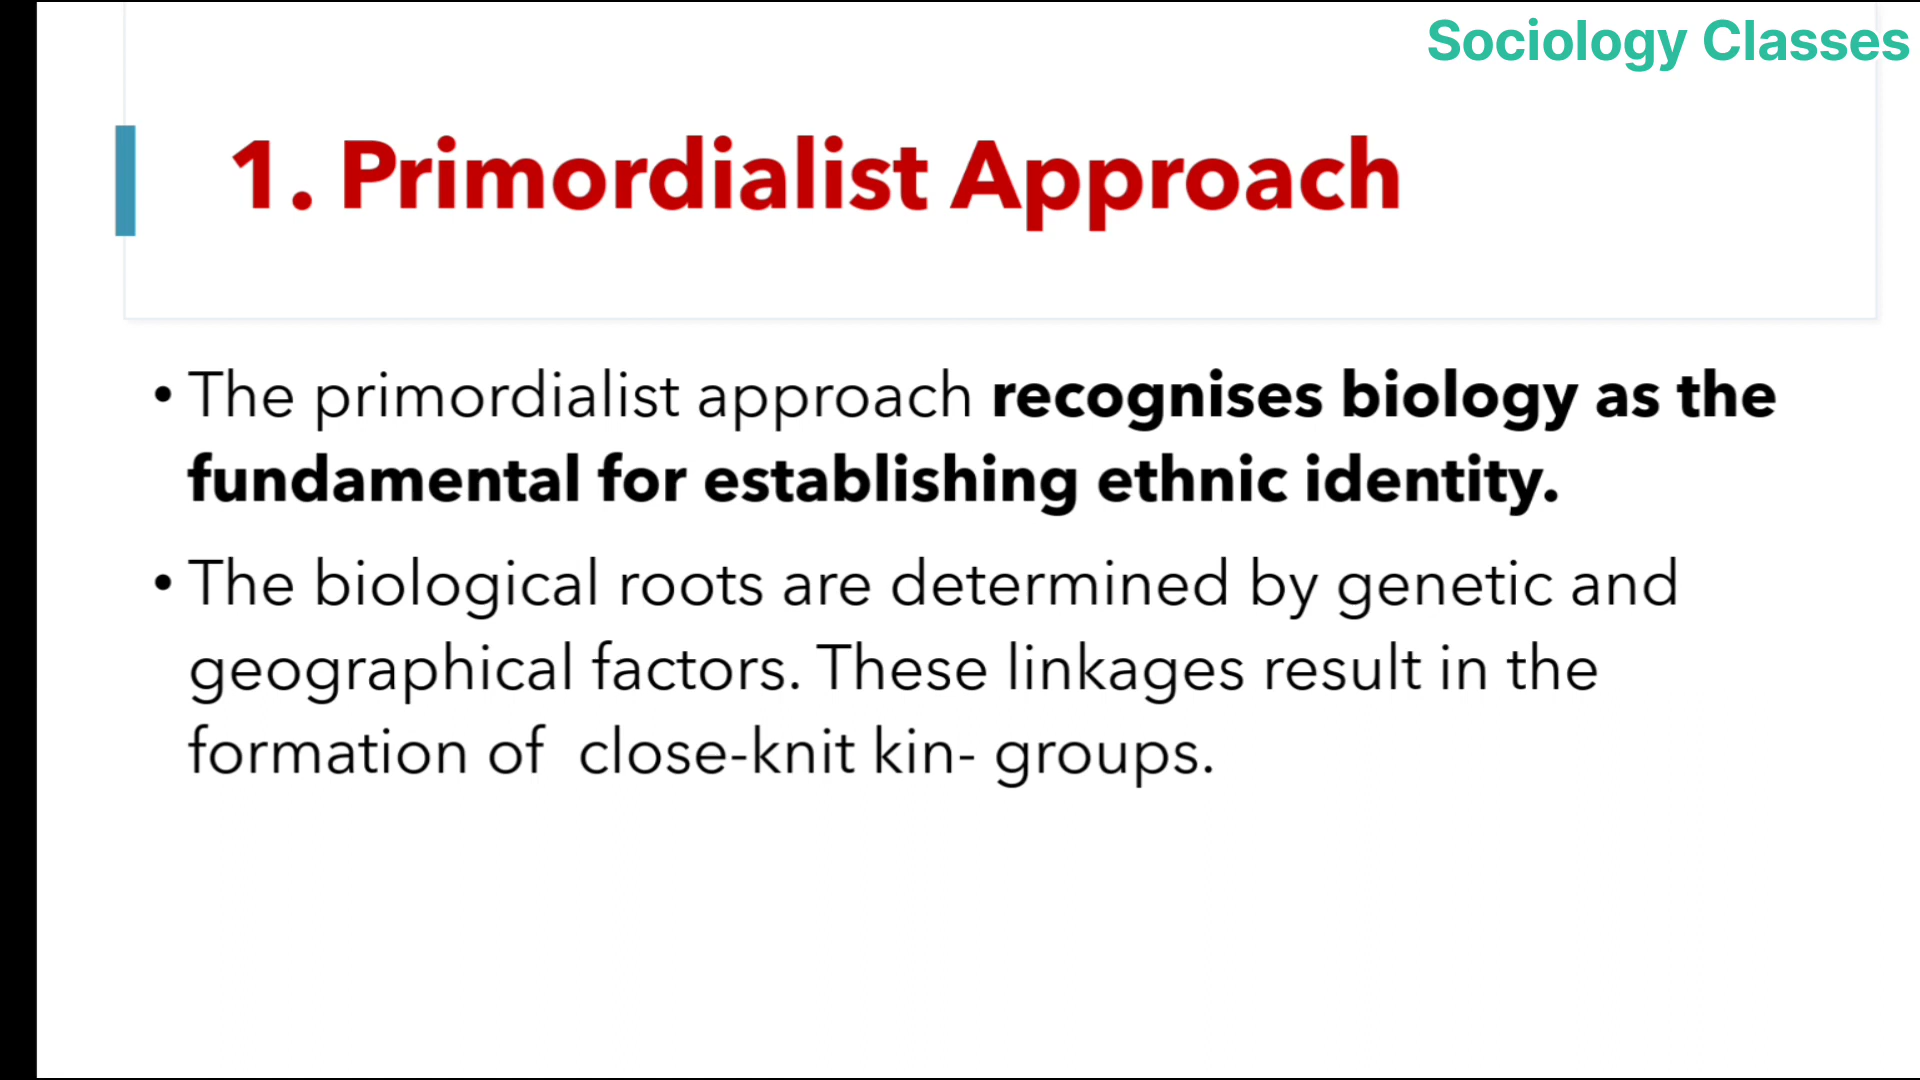 Sociology Classes
1. Primordialist Approach
• The primordialist approach recognises biology as the
fundamental for establishing ethnic identity.
• The biological roots are determined by genetic and
geographical factors. These linkages result in the
formation of  close-knit kin- groups.